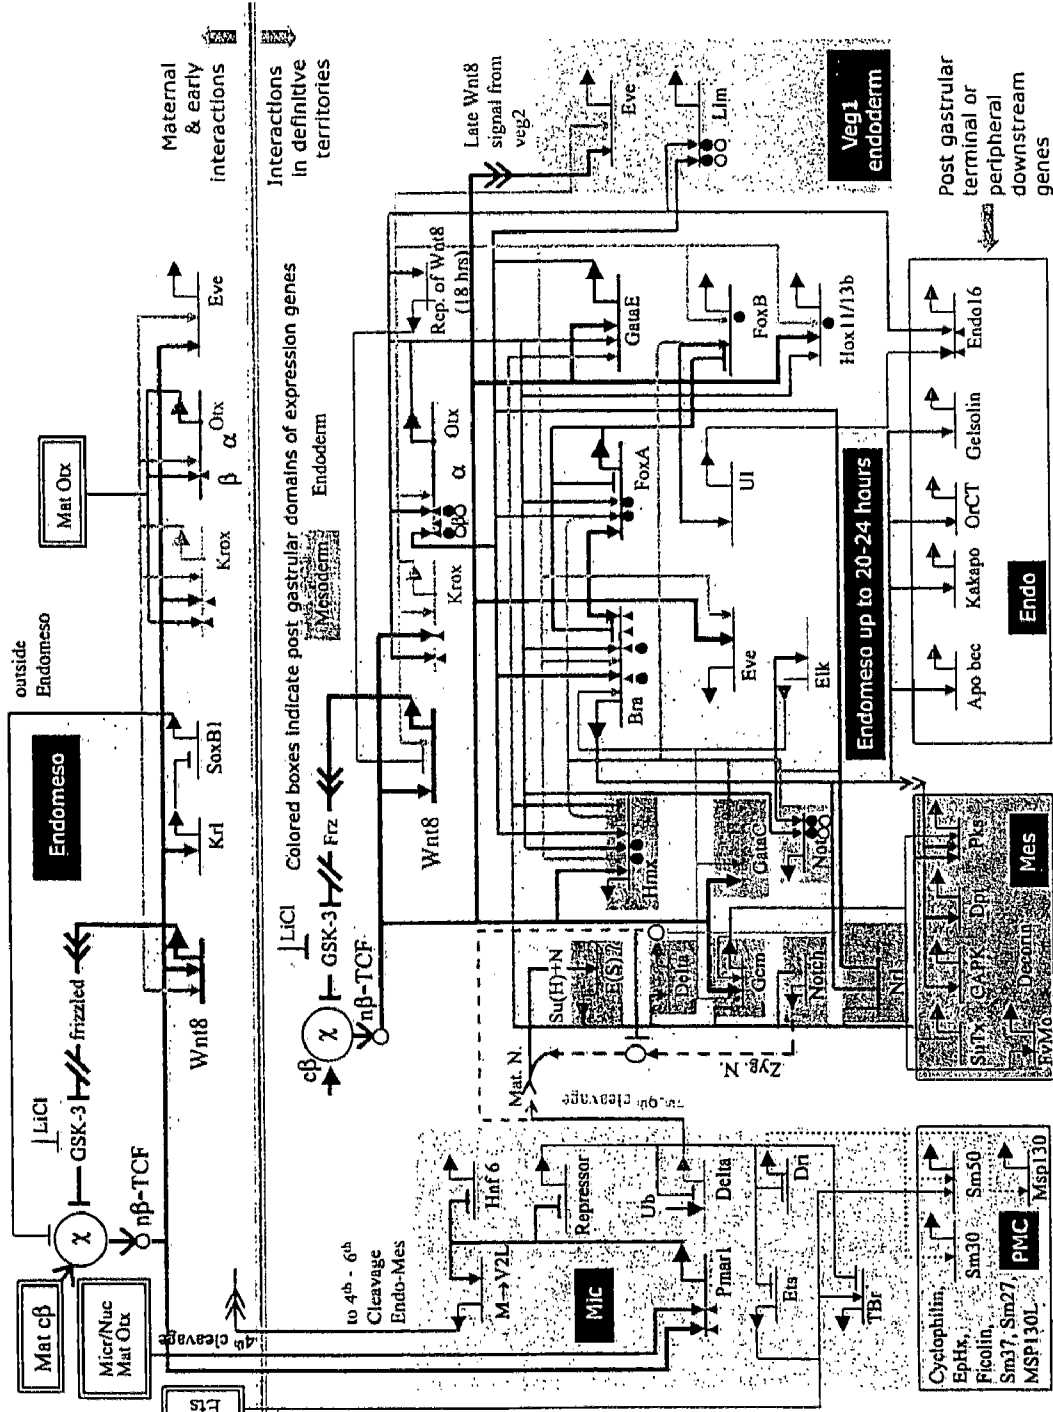 Maternal
& early
interactions
Interactions
in definitive
territories
Mat cβ
Micr/Nuc
Mat Otx
Ets
4th cleavage
nβ-TCF
χ
GSK-3
LiCl
frizzled
Endomeso
outside
Endomeso
Mat Otx
Wnt8
Krl
SoxB1
Krox
β
α
Otx
Eve
Colored boxes indicate post gastrular domains of expression genes
Mesoderm
Endoderm
cβ
χ
nβ-TCF
GSK-3
LiCl
Frz
Wnt8
Krox
α
Otx
Rep. of Wnt8
(18 hrs)
Late Wnt8
signal from
veg2
Eve
Lim
Veg1
endoderm
to 4th - 6th
Cleavage
Endo-Mes
Mic
M→V2L
Hnf 6
Repressor
Pmar1
Ub
Delta
Ets
TBr
Dri
7th-9th cleavage
Mat. N.
Zyg. N.
Su(H)+N
E(S)
Delta
Gcm
Notch
Nrl
Hmx
GataC
Not
Bra
FoxA
GataE
FoxB
Hox11/13b
Eve
UI
Elk
Endomeso up to 20-24 hours
Post gastrular
terminal or
peripheral
downstream
genes
Cyclophilin,
EpHx,
Ficolin,
Sm37, Sm27,
MSP130L
Sm30
Sm50
Msp130
PMC
SuTx
CAPK
Dpt
Pks
EvMo
Decorin
Mes
Apo bec
Kakapo
OrCT
Gelsolin
Endo16
Endo